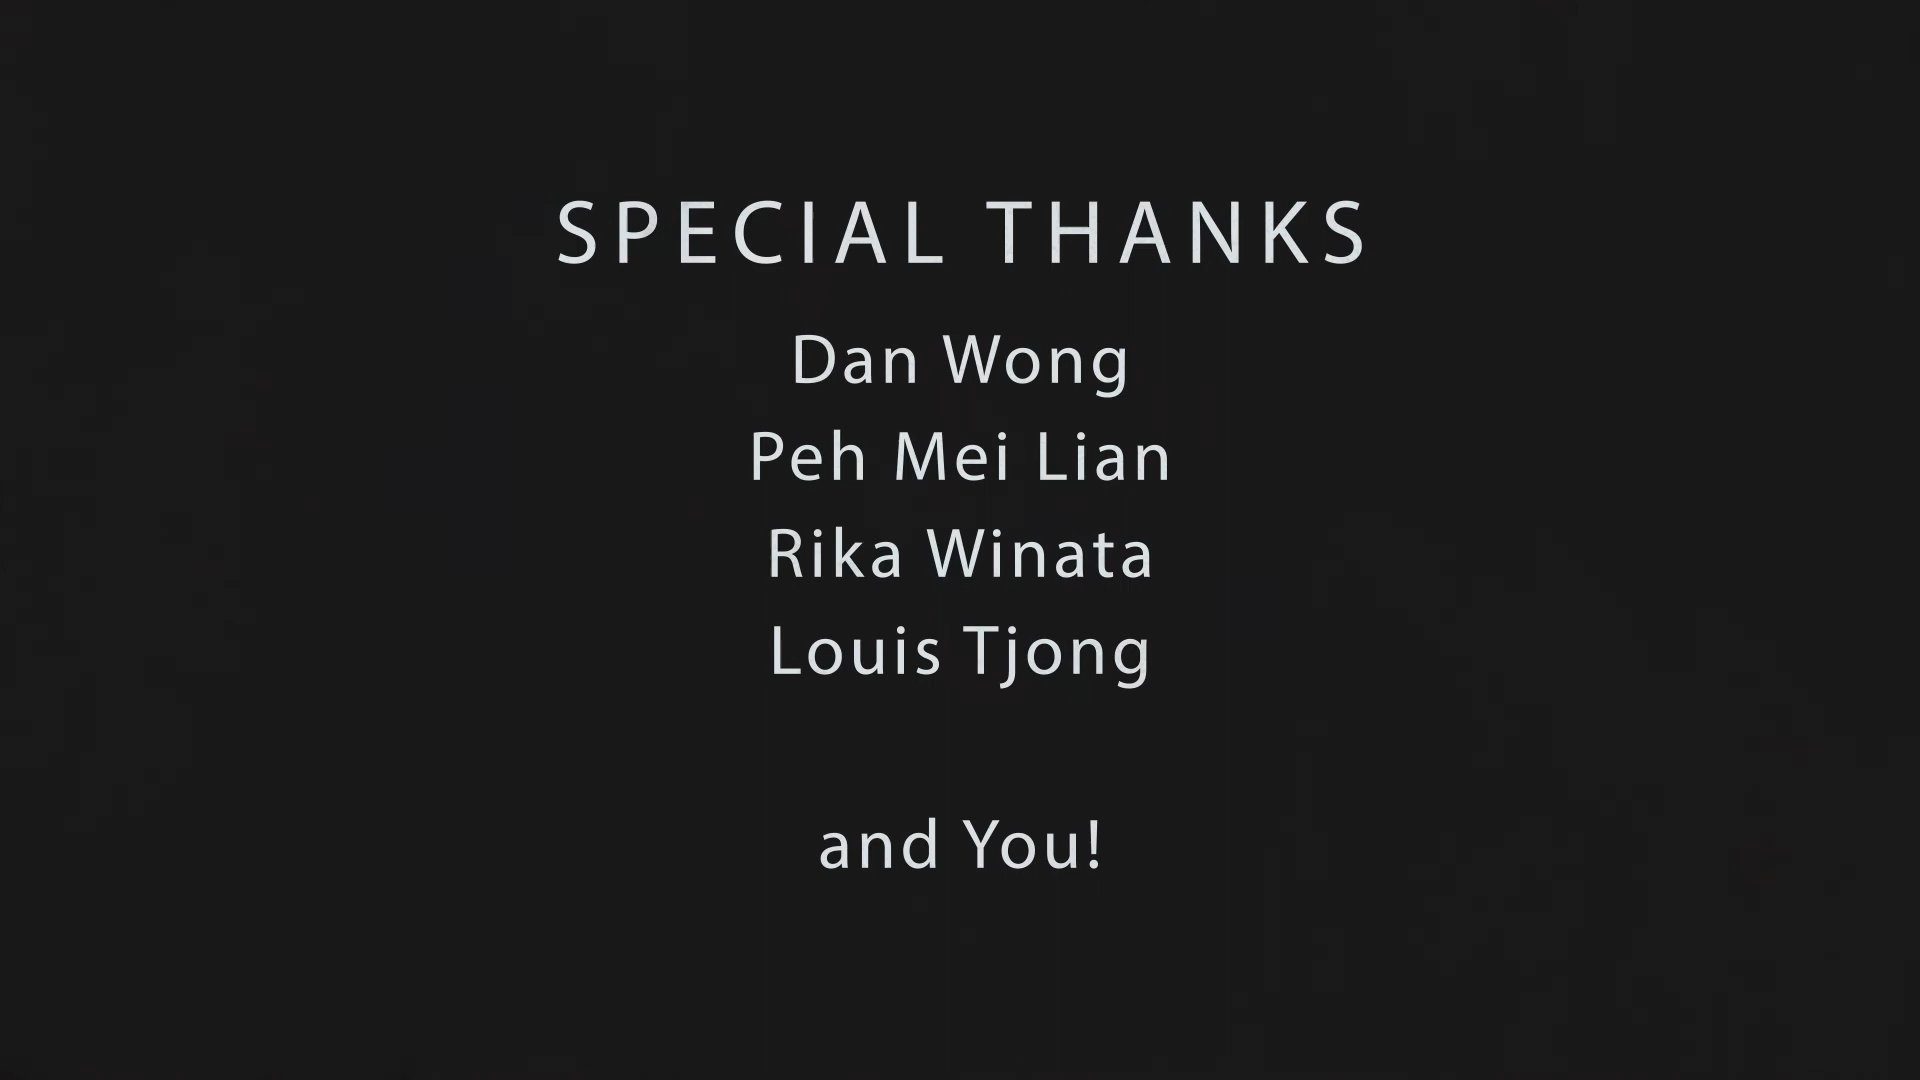 SPECIAL THANKS
Dan Wong
Peh Mei Lian
Rika Winata
Louis Tjong
and You!